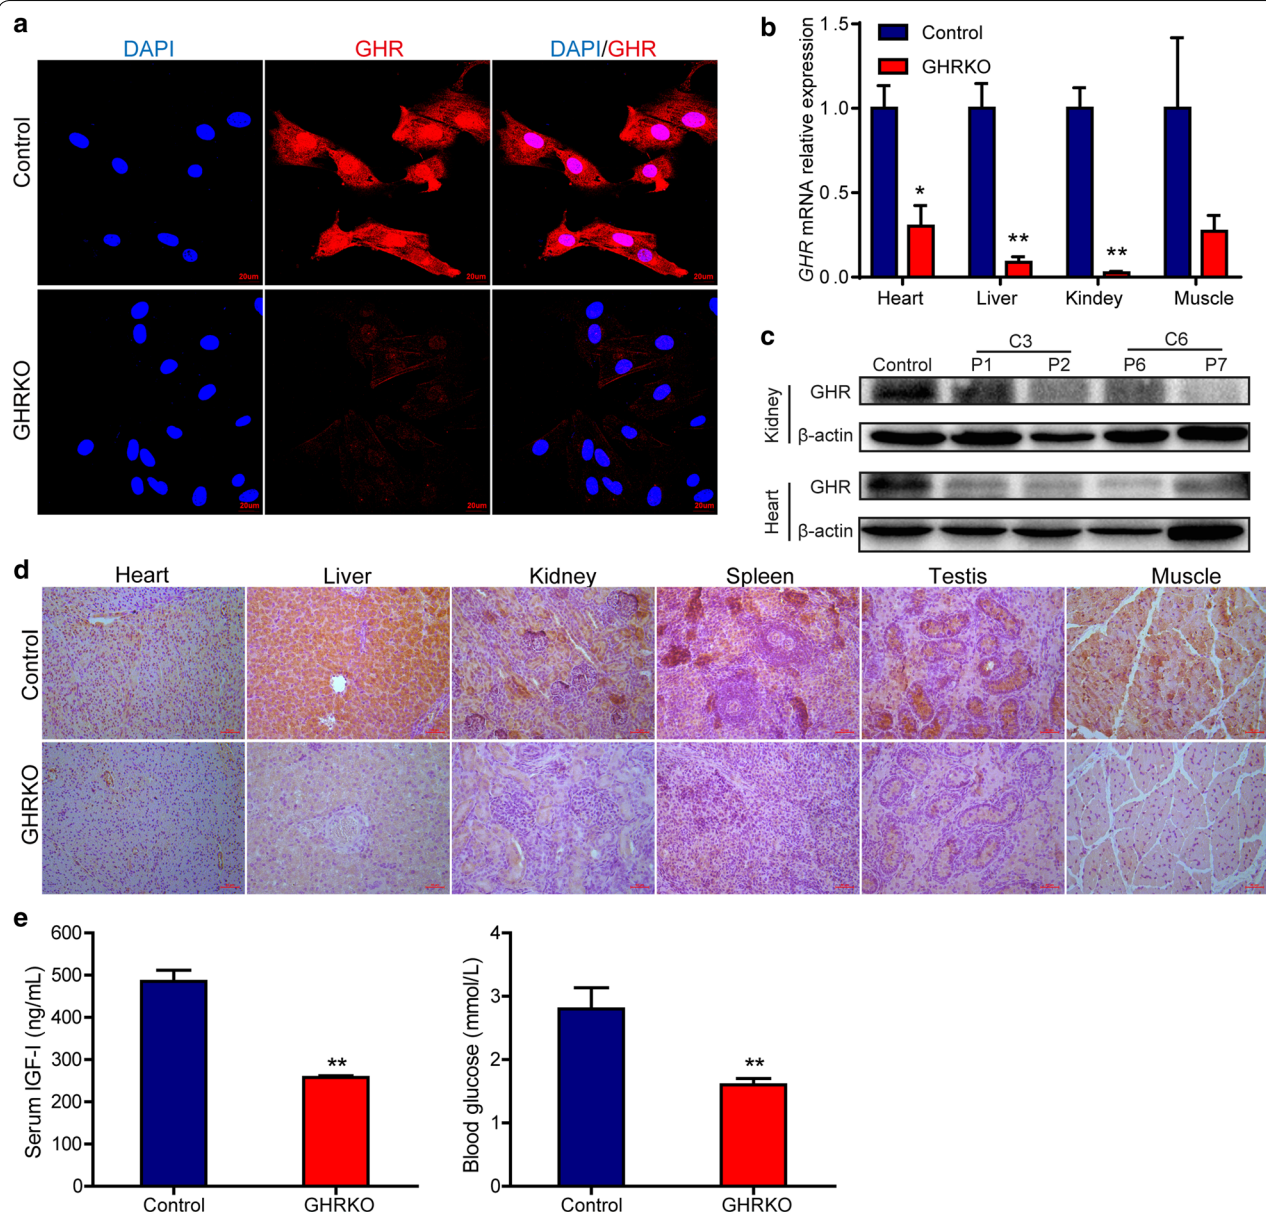 a
DAPI GHR DAPI/GHR
Control
20um 20um 20um
GHRKO
20um 20um 20um
b
GHR mRNA relative expression
1.5
1.0
0.5
0.0
Control
GHRKO
*
**
**
Heart Liver Kindey Muscle
c
C3 C6
Control P1 P2 P6 P7
Kidney
GHR
β-actin
Heart
GHR
β-actin
d
Heart Liver Kidney Spleen Testis Muscle
Control
GHRKO
e
Serum IGF-I (ng/mL)
600
500
400
300
200
100
0
**
Control GHRKO
Blood glucose (mmol/L)
4
3
2
1
0
**
Control GHRKO